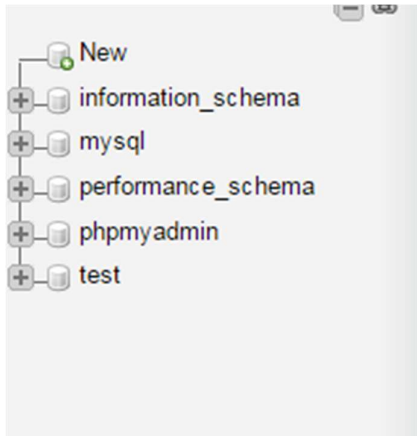 New
information_schema
mysql
performance_schema
phpmyadmin
test